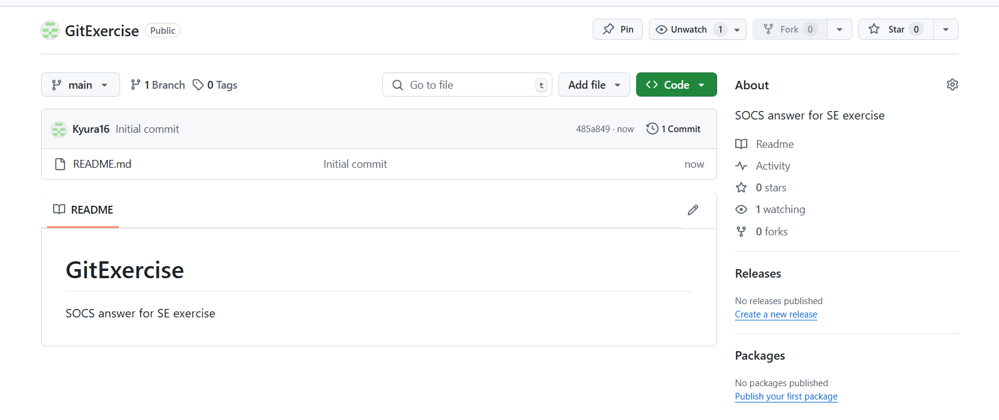 GitExercise Public
Pin
Unwatch 1
Fork 0
Star 0
main
1 Branch
0 Tags
Go to file t
Add file
Code
Kyura16 Initial commit 485a849 · now 1 Commit
README.md Initial commit now
README
GitExercise
SOCS answer for SE exercise
About
SOCS answer for SE exercise
Readme
Activity
0 stars
1 watching
0 forks
Releases
No releases published
Create a new release
Packages
No packages published
Publish your first package